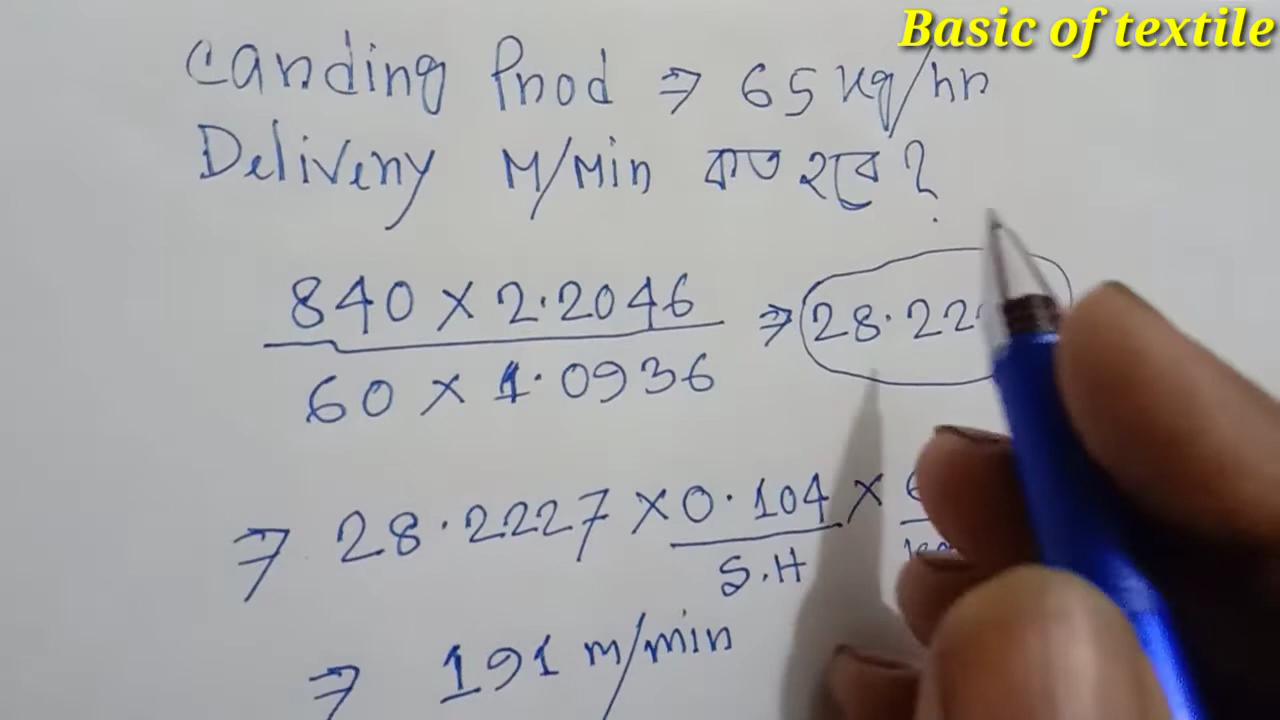 Basic of textile
Carding Prod ⇒ 65 kg/hr
Delivery M/Min কত হবে ?
840 × 2.2046
60 × 1.0936
⇒ 28.22
⇒ 28.2227 × 0.104 ×
S.H
⇒ 191 m/min